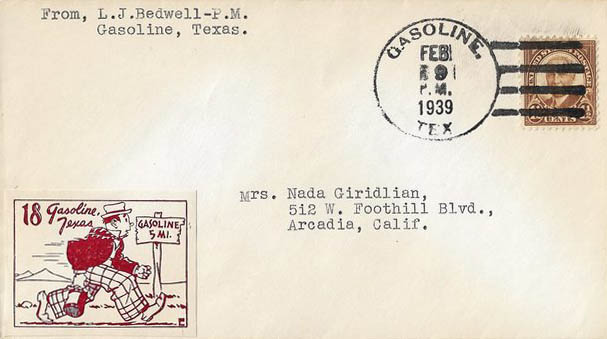 From, L.J.Bedwell-P.M.
Gasoline, Texas.
GASOLINE.
FEB
9
P.M.
1939
TEX
Mrs. Nada Giridlian,
512 W. Foothill Blvd.,
Arcadia, Calif.
18 Gasoline,
Texas
GASOLINE
5 MI.